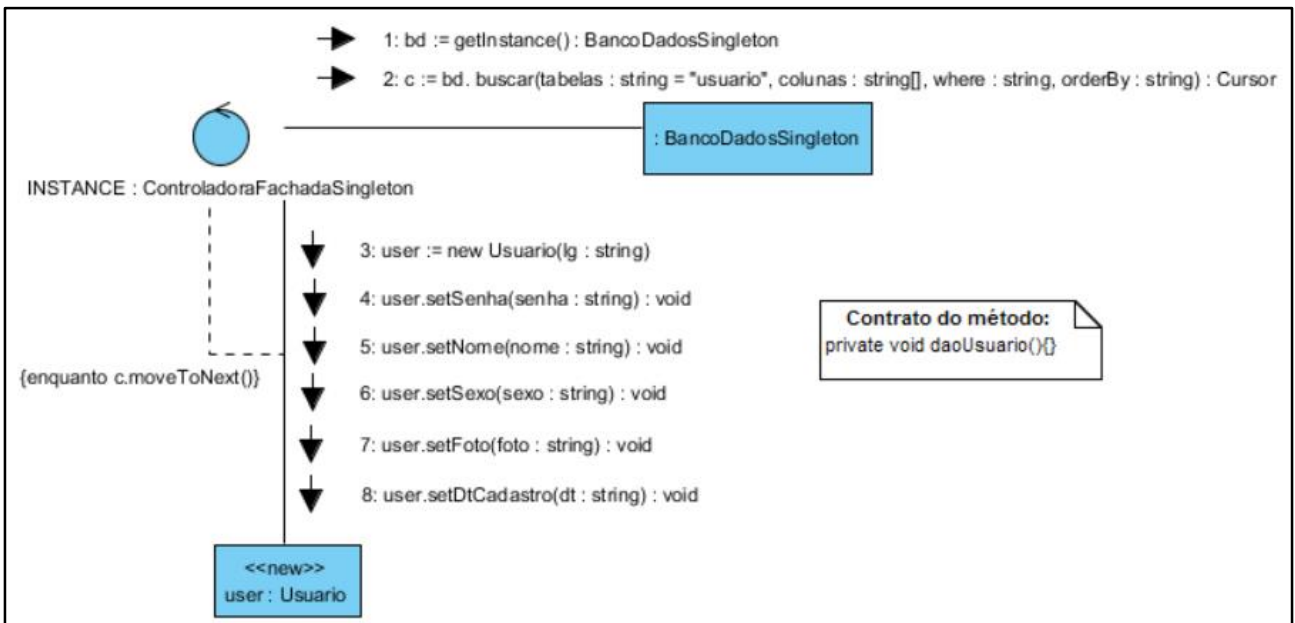 1: bd := getInstance() : BancoDadosSingleton
2: c := bd. buscar(tabelas : string = "usuario", colunas : string[], where : string, orderBy : string) : Cursor
: BancoDadosSingleton
INSTANCE : ControladoraFachadaSingleton
3: user := new Usuario(lg : string)
4: user.setSenha(senha : string) : void
Contrato do método:
private void daoUsuario(){}
5: user.setNome(nome : string) : void
{enquanto c.moveToNext()}
6: user.setSexo(sexo : string) : void
7: user.setFoto(foto : string) : void
8: user.setDtCadastro(dt : string) : void
<<new>>
user : Usuario